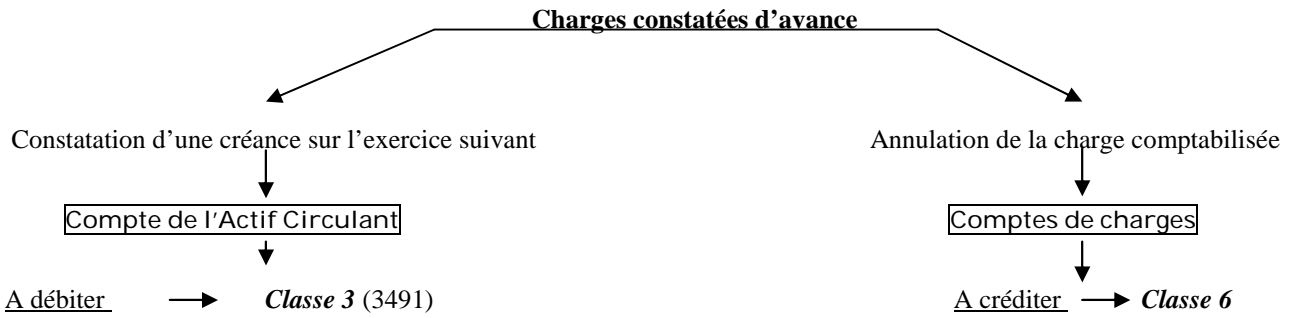 Charges constatées d’avance
Constatation d’une créance sur l’exercice suivant
Annulation de la charge comptabilisée
Compte de l’Actif Circulant
Comptes de charges
A débiter Classe 3 (3491)
A créditer Classe 6